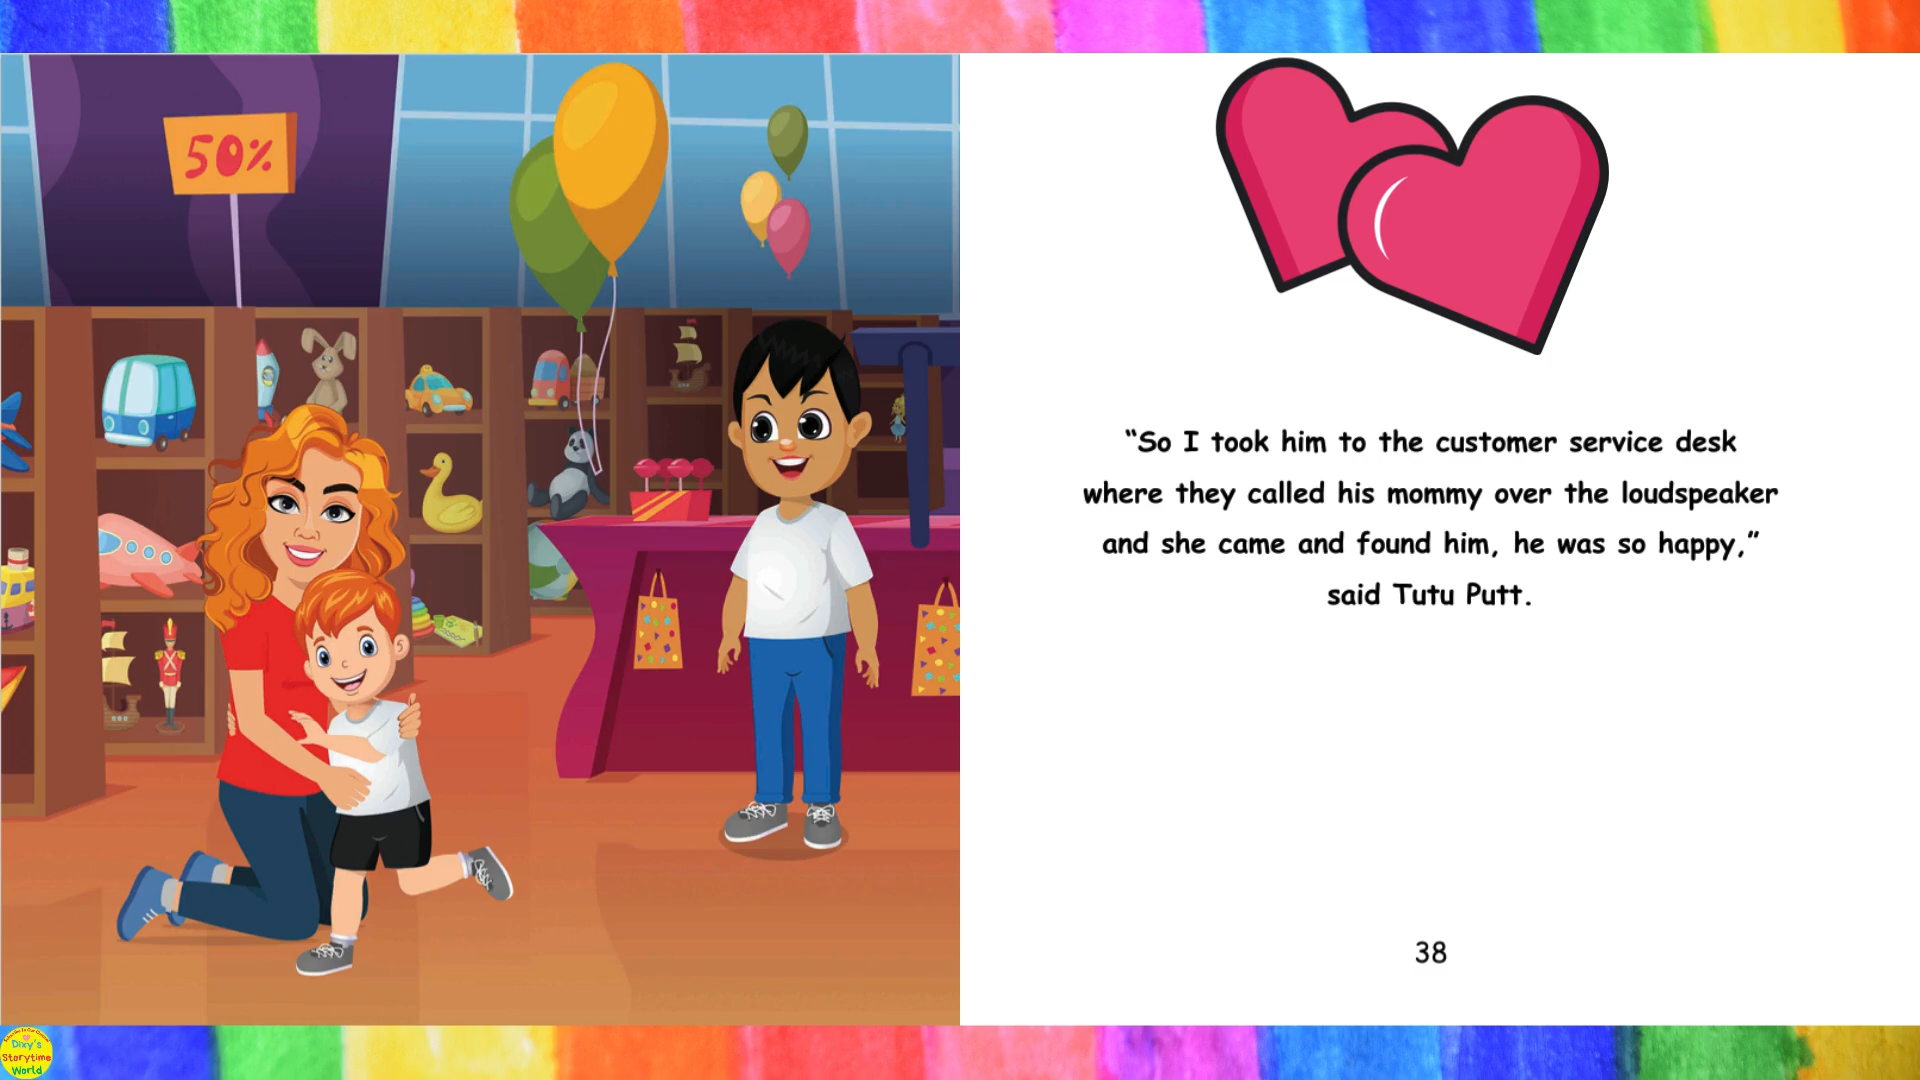 50%
“So I took him to the customer service desk
where they called his mommy over the loudspeaker
and she came and found him, he was so happy,”
said Tutu Putt.
38
Dixy's
Storytime
World